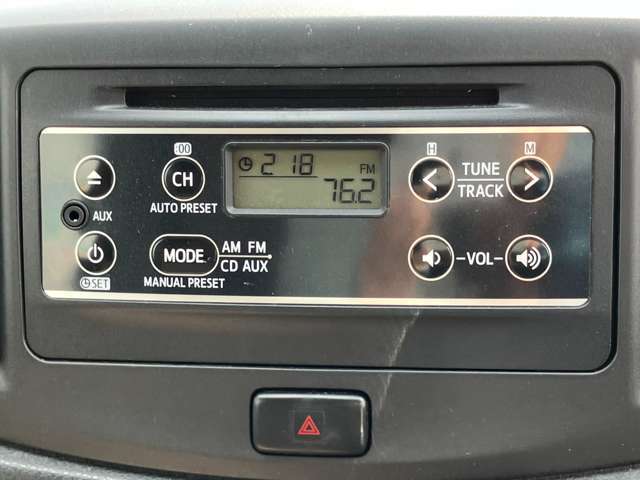 :00
H
M
2 18
FM
76.2
CH
AUTO PRESET
< TUNE >
TRACK
AUX
MODE
AM FM
CD AUX
MANUAL PRESET
SET
-VOL-